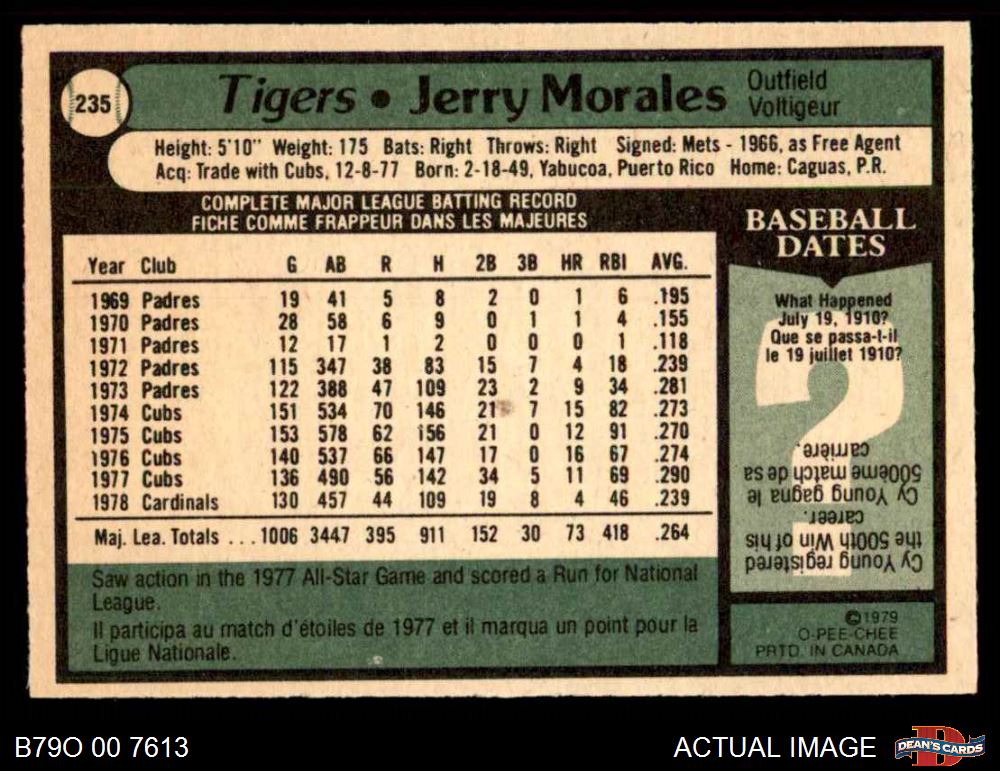 235
Tigers • Jerry Morales
Outfield
Voltigeur
Height: 5'10" Weight: 175 Bats: Right Throws: Right Signed: Mets - 1966, as Free Agent
Acq: Trade with Cubs, 12-8-77 Born: 2-18-49, Yabucoa, Puerto Rico Home: Caguas, P.R.
COMPLETE MAJOR LEAGUE BATTING RECORD
FICHE COMME FRAPPEUR DANS LES MAJEURES
Year Club G AB R H 2B 3B HR RBI AVG.
1969 Padres 19 41 5 8 2 0 1 6 .195
1970 Padres 28 58 6 9 0 1 1 4 .155
1971 Padres 12 17 1 2 0 0 0 1 .118
1972 Padres 115 347 38 83 15 7 4 18 .239
1973 Padres 122 388 47 109 23 2 9 34 .281
1974 Cubs 151 534 70 146 21 7 15 82 .273
1975 Cubs 153 578 62 156 21 0 12 91 .270
1976 Cubs 140 537 66 147 17 0 16 67 .274
1977 Cubs 136 490 56 142 34 5 11 69 .290
1978 Cardinals 130 457 44 109 19 8 4 46 .239
Maj. Lea. Totals ... 1006 3447 395 911 152 30 73 418 .264
Saw action in the 1977 All-Star Game and scored a Run for National
League.
Il participa au match d'étoiles de 1977 et il marqua un point pour la
Ligue Nationale.
BASEBALL
DATES
What Happened
July 19, 1910?
Que se passa-t-il
le 19 juillet 1910?
?
Cy Young registered
the 500th Win of his
career.
Cy Young gagna le
500ème match de sa
carrière.
©1979
O-PEE-CHEE
PRTD. IN CANADA
B79O 00 7613
ACTUAL IMAGE
D
DEAN'S CARDS